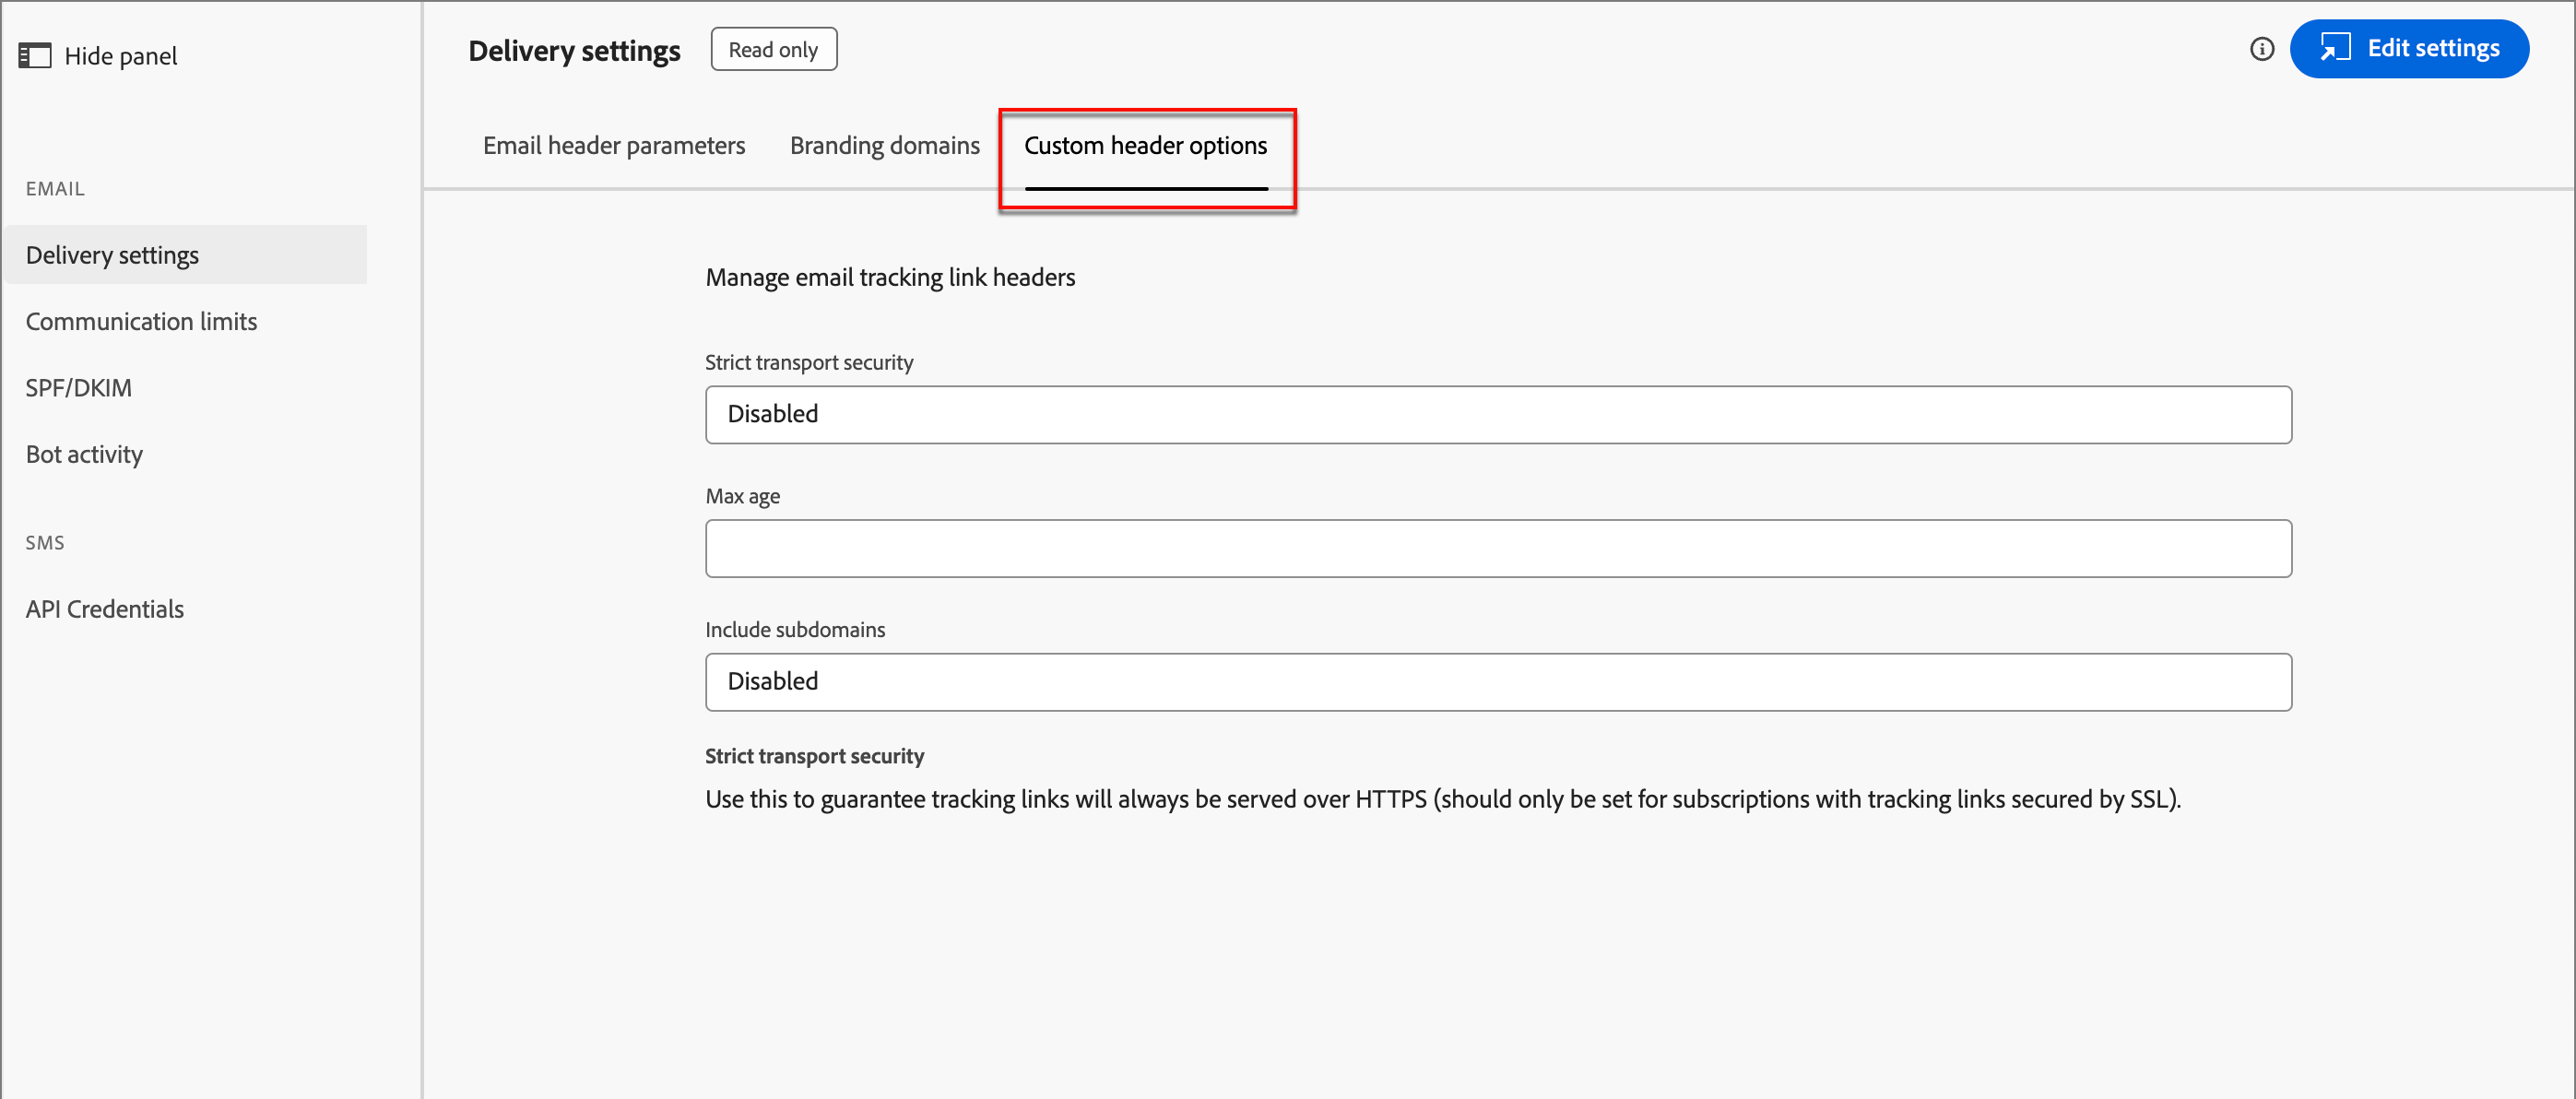 Hide panel
EMAIL
Delivery settings
Communication limits
SPF/DKIM
Bot activity
SMS
API Credentials
Delivery settings
Read only
Edit settings
Email header parameters
Branding domains
Custom header options
Manage email tracking link headers
Strict transport security
Disabled
Max age
Include subdomains
Disabled
Strict transport security
Use this to guarantee tracking links will always be served over HTTPS (should only be set for subscriptions with tracking links secured by SSL).